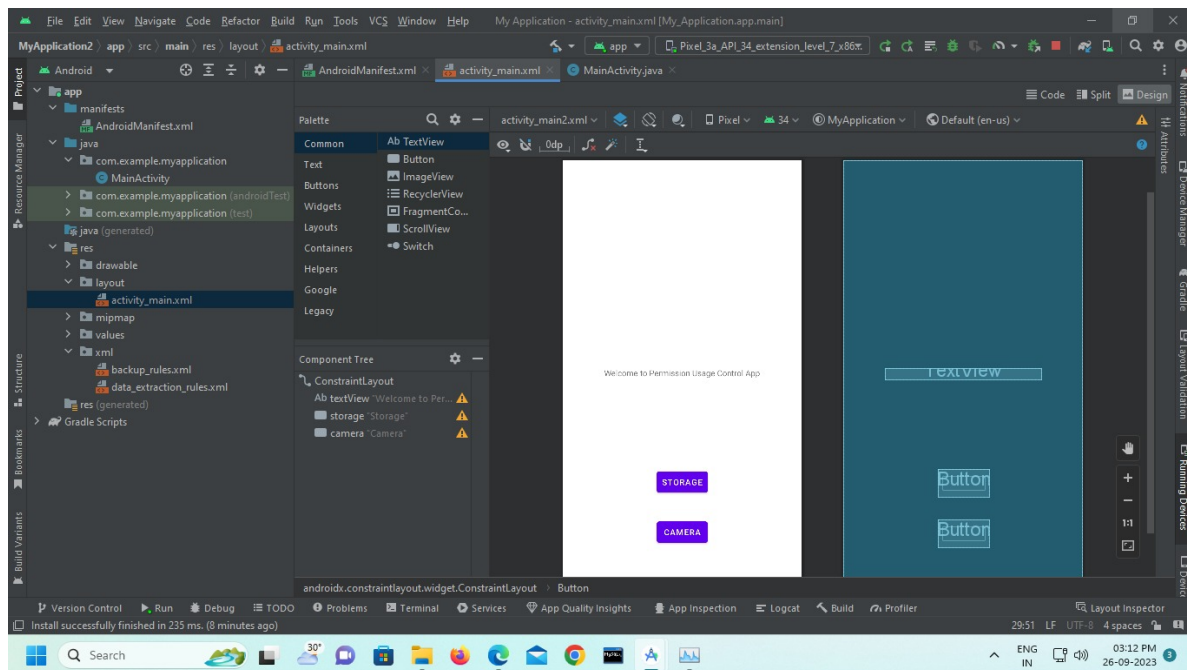 File Edit View Navigate Code Refactor Build Run Tools VCS Window Help My Application - activity_main.xml [My_Application.app.main]
MyApplication2 app src main res layout activity_main.xml app Pixel_3a_API_34_extension_level_7_x86
Project
Android
AndroidManifest.xml activity_main.xml MainActivity.java
Notifications
app
manifests
AndroidManifest.xml
java
com.example.myapplication
MainActivity
com.example.myapplication (androidTest)
com.example.myapplication (test)
java (generated)
res
drawable
layout
activity_main.xml
mipmap
values
xml
backup_rules.xml
data_extraction_rules.xml
res (generated)
Gradle Scripts
Resource Manager
Structure
Bookmarks
Build Variants
Code Split Design
Palette
activity_main2.xml Pixel 34 MyApplication Default (en-us)
0dp
Common
Text
Buttons
Widgets
Layouts
Containers
Helpers
Google
Legacy
Ab TextView
Button
ImageView
RecyclerView
FragmentCo...
ScrollView
Switch
Component Tree
ConstraintLayout
Ab textView "Welcome to Per...
storage "Storage"
camera "Camera"
Welcome to Permission Usage Control App
STORAGE
CAMERA
TextView
Button
Button
1:1
Attributes
Device Manager
Gradle
Layout Validation
Running Devices
androidx.constraintlayout.widget.ConstraintLayout Button
Version Control Run Debug TODO Problems Terminal Services App Quality Insights App Inspection Logcat Build Profiler Layout Inspector
Install successfully finished in 235 ms. (8 minutes ago) 29:51 LF UTF-8 4 spaces
Search
30°
ENG
IN
03:12 PM
26-09-2023
3